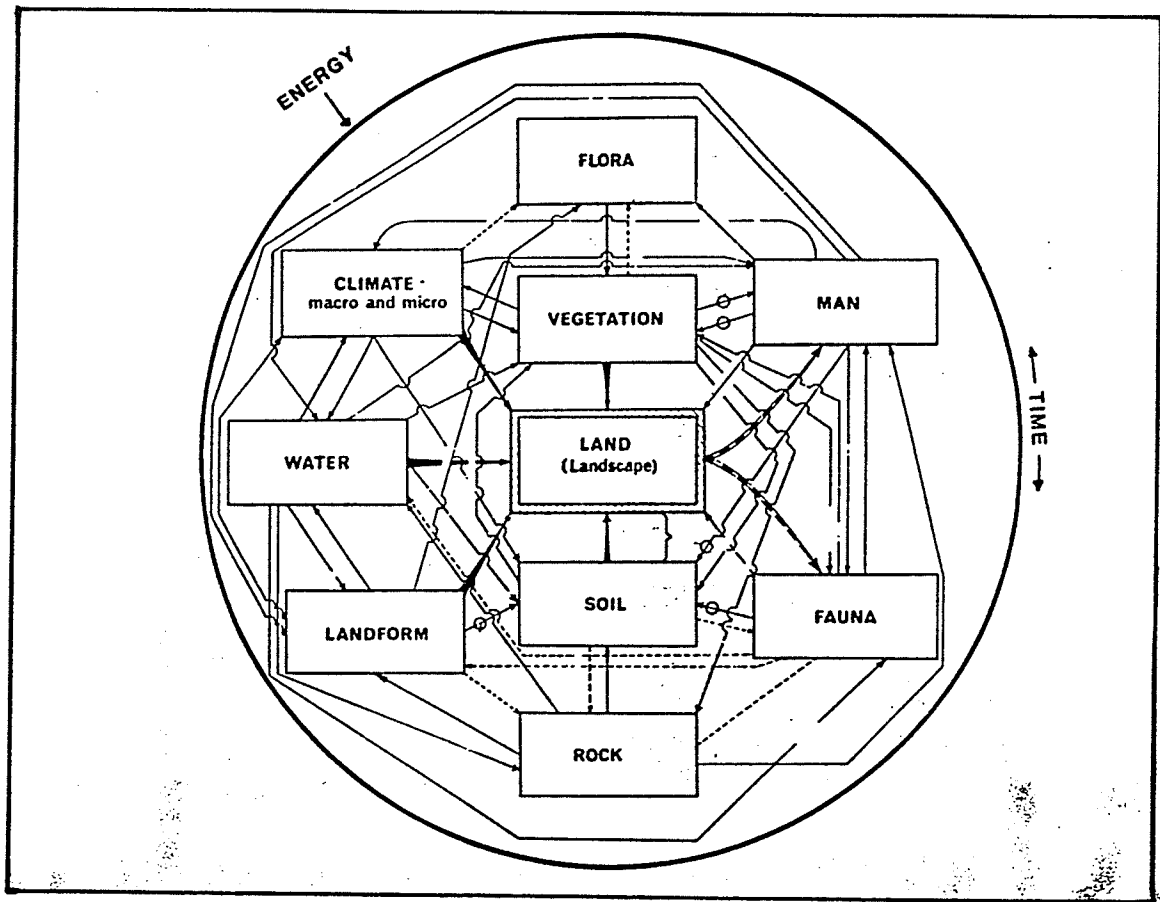 ENERGY
FLORA
CLIMATE -
macro and micro
VEGETATION
MAN
WATER
LAND
(Landscape)
TIME
LANDFORM
SOIL
FAUNA
ROCK